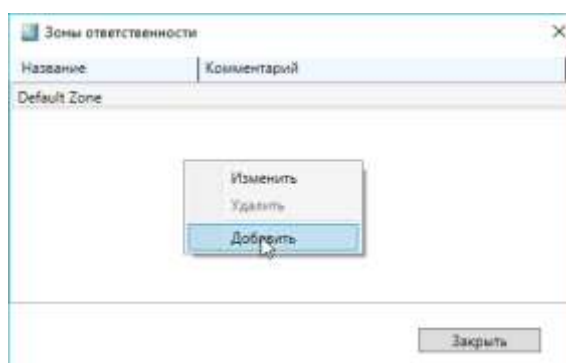 Зоны ответственности
Название Комментарий
Default Zone
Изменить
Удалить
Добавить
Закрыть